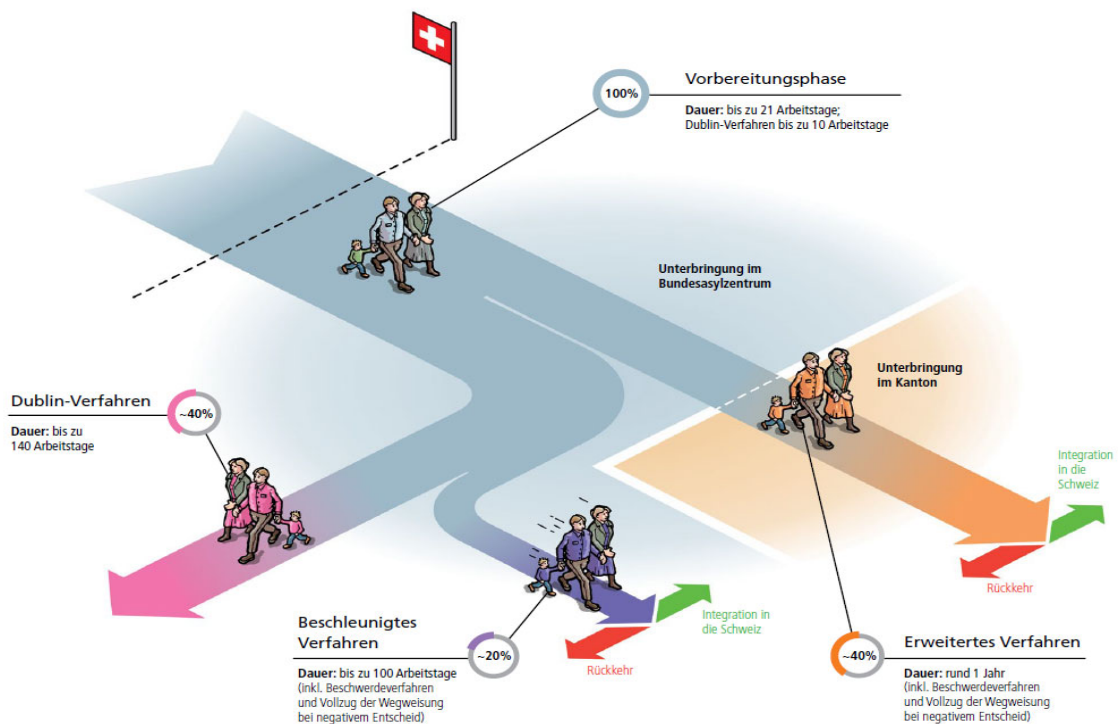 100%
Vorbereitungsphase
Dauer: bis zu 21 Arbeitstage;
Dublin-Verfahren bis zu 10 Arbeitstage
Unterbringung im
Bundesasylzentrum
Unterbringung
im Kanton
Dublin-Verfahren
~40%
Dauer: bis zu
140 Arbeitstage
Integration
in die
Schweiz
Rückkehr
Beschleunigtes
Verfahren
~20%
Dauer: bis zu 100 Arbeitstage
(inkl. Beschwerdeverfahren
und Vollzug der Wegweisung
bei negativem Entscheid)
Integration in
die Schweiz
Rückkehr
~40%
Erweitertes Verfahren
Dauer: rund 1 Jahr
(inkl. Beschwerdeverfahren
und Vollzug der Wegweisung
bei negativem Entscheid)